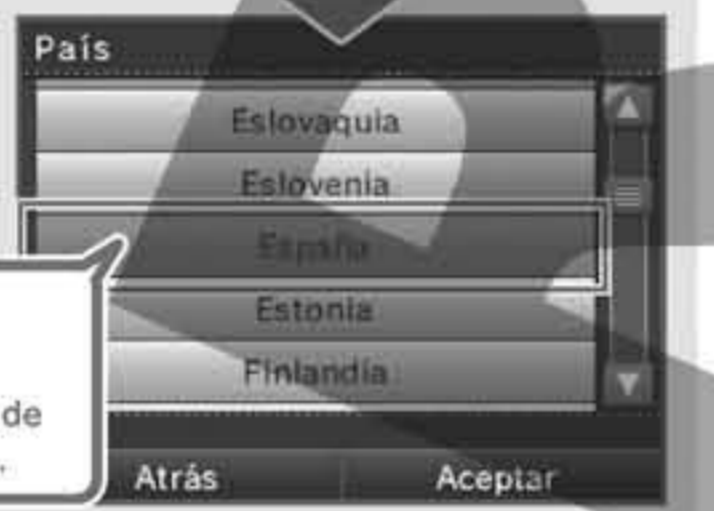 País
Eslovaquia
Eslovenia
España
Estonia
Finlandia
de
.
Atrás
Aceptar